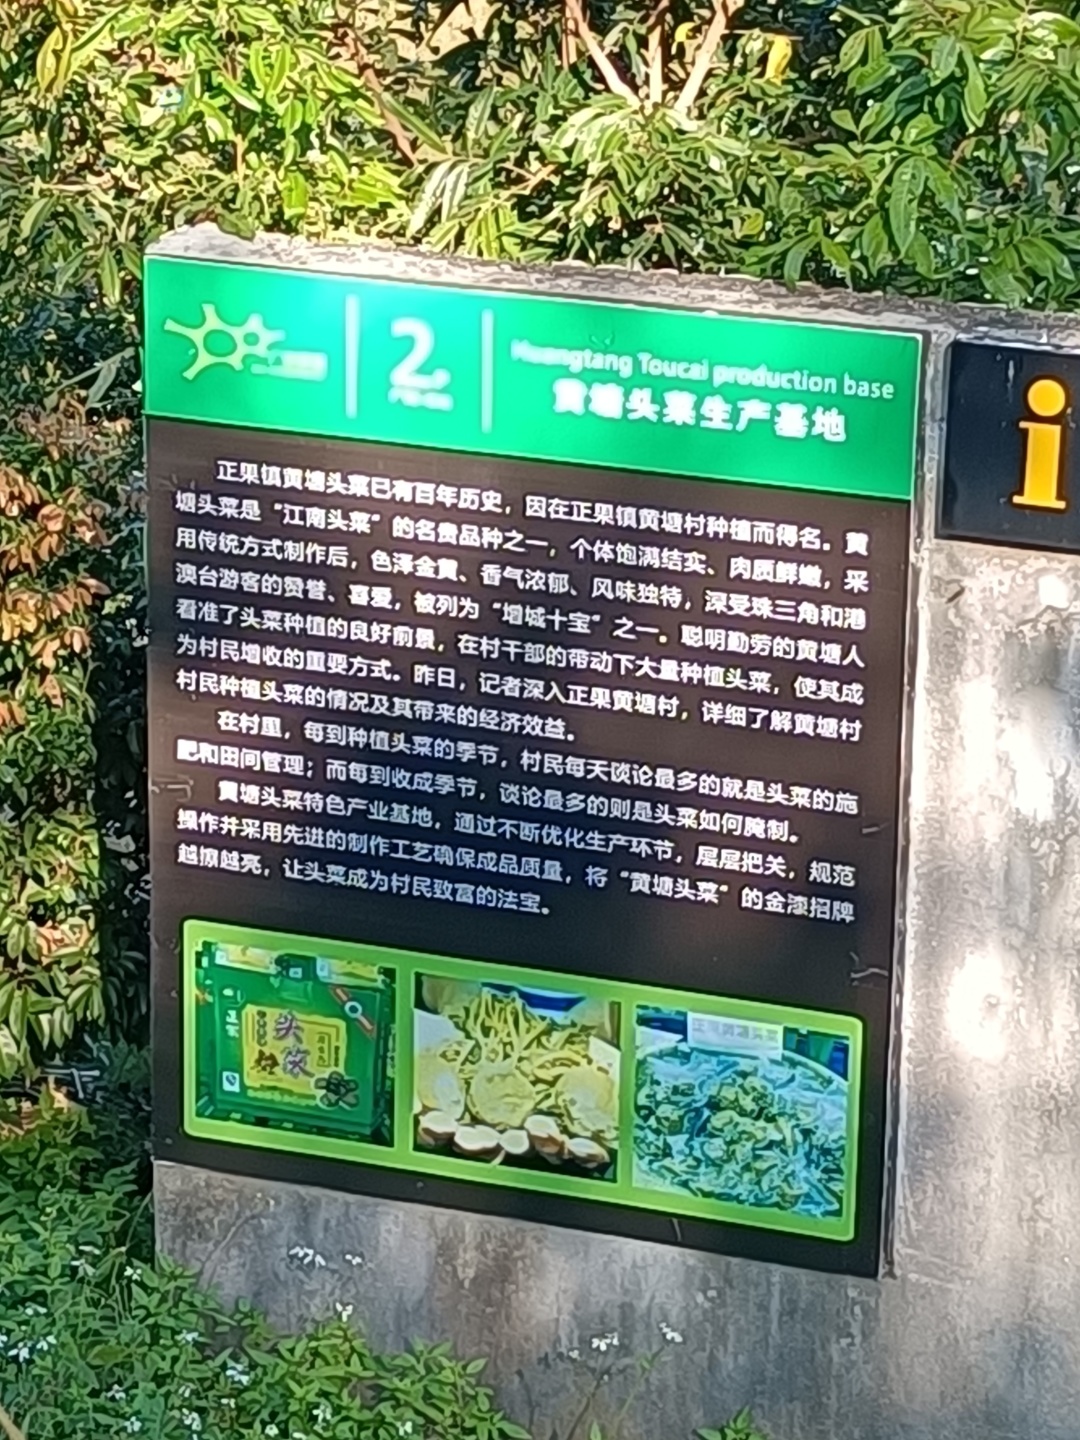 2.
Huangtang Toucai production base
黄塘头菜生产基地
i
正果镇黄塘头菜已有百年历史，因在正果镇黄塘村种植而得名。黄
塘头菜是“江南头菜”的名贵品种之一，个体饱满结实、肉质鲜嫩，采
用传统方式制作后，色泽金黄、香气浓郁、风味独特，深受珠三角和港
澳台游客的赞誉、喜爱，被列为“增城十宝”之一。聪明勤劳的黄塘人
看准了头菜种植的良好前景，在村干部的带动下大量种植头菜，使其成
为村民增收的重要方式。昨日，记者深入正果黄塘村，详细了解黄塘村
村民种植头菜的情况及其带来的经济效益。
在村里，每到种植头菜的季节，村民每天谈论最多的就是头菜的施
肥和田间管理；而每到收成季节，谈论最多的则是头菜如何腌制。
黄塘头菜特色产业基地，通过不断优化生产环节，层层把关，规范
操作并采用先进的制作工艺确保成品质量，将“黄塘头菜”的金漆招牌
越擦越亮，让头菜成为村民致富的法宝。
正果
头
菜